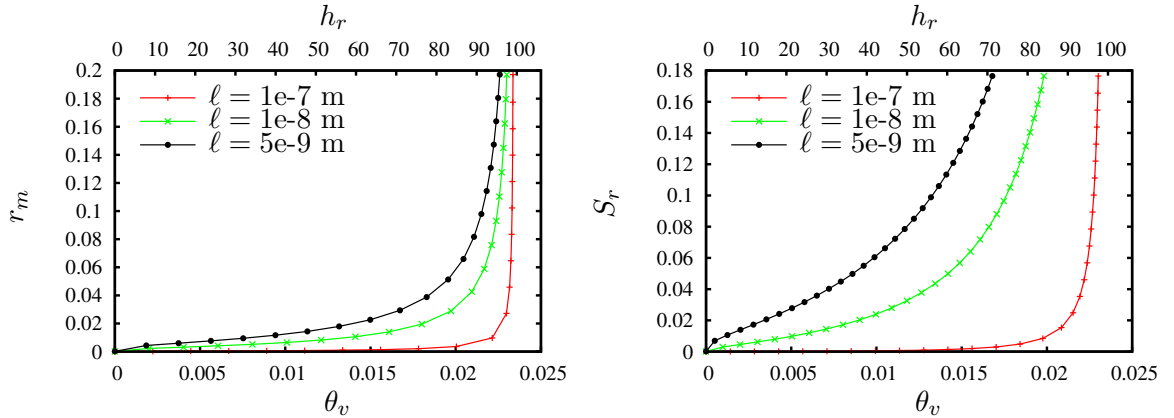 h_r
0 10 20 30 40 50 60 70 80 90 100
0.2
0.18
0.16
0.14
0.12
0.1
0.08
0.06
0.04
0.02
0
r_m
ℓ = 1e-7 m
ℓ = 1e-8 m
ℓ = 5e-9 m
0 0.005 0.01 0.015 0.02 0.025
θ_v
h_r
0 10 20 30 40 50 60 70 80 90 100
0.18
0.16
0.14
0.12
0.1
0.08
0.06
0.04
0.02
0
S_r
ℓ = 1e-7 m
ℓ = 1e-8 m
ℓ = 5e-9 m
0 0.005 0.01 0.015 0.02 0.025
θ_v